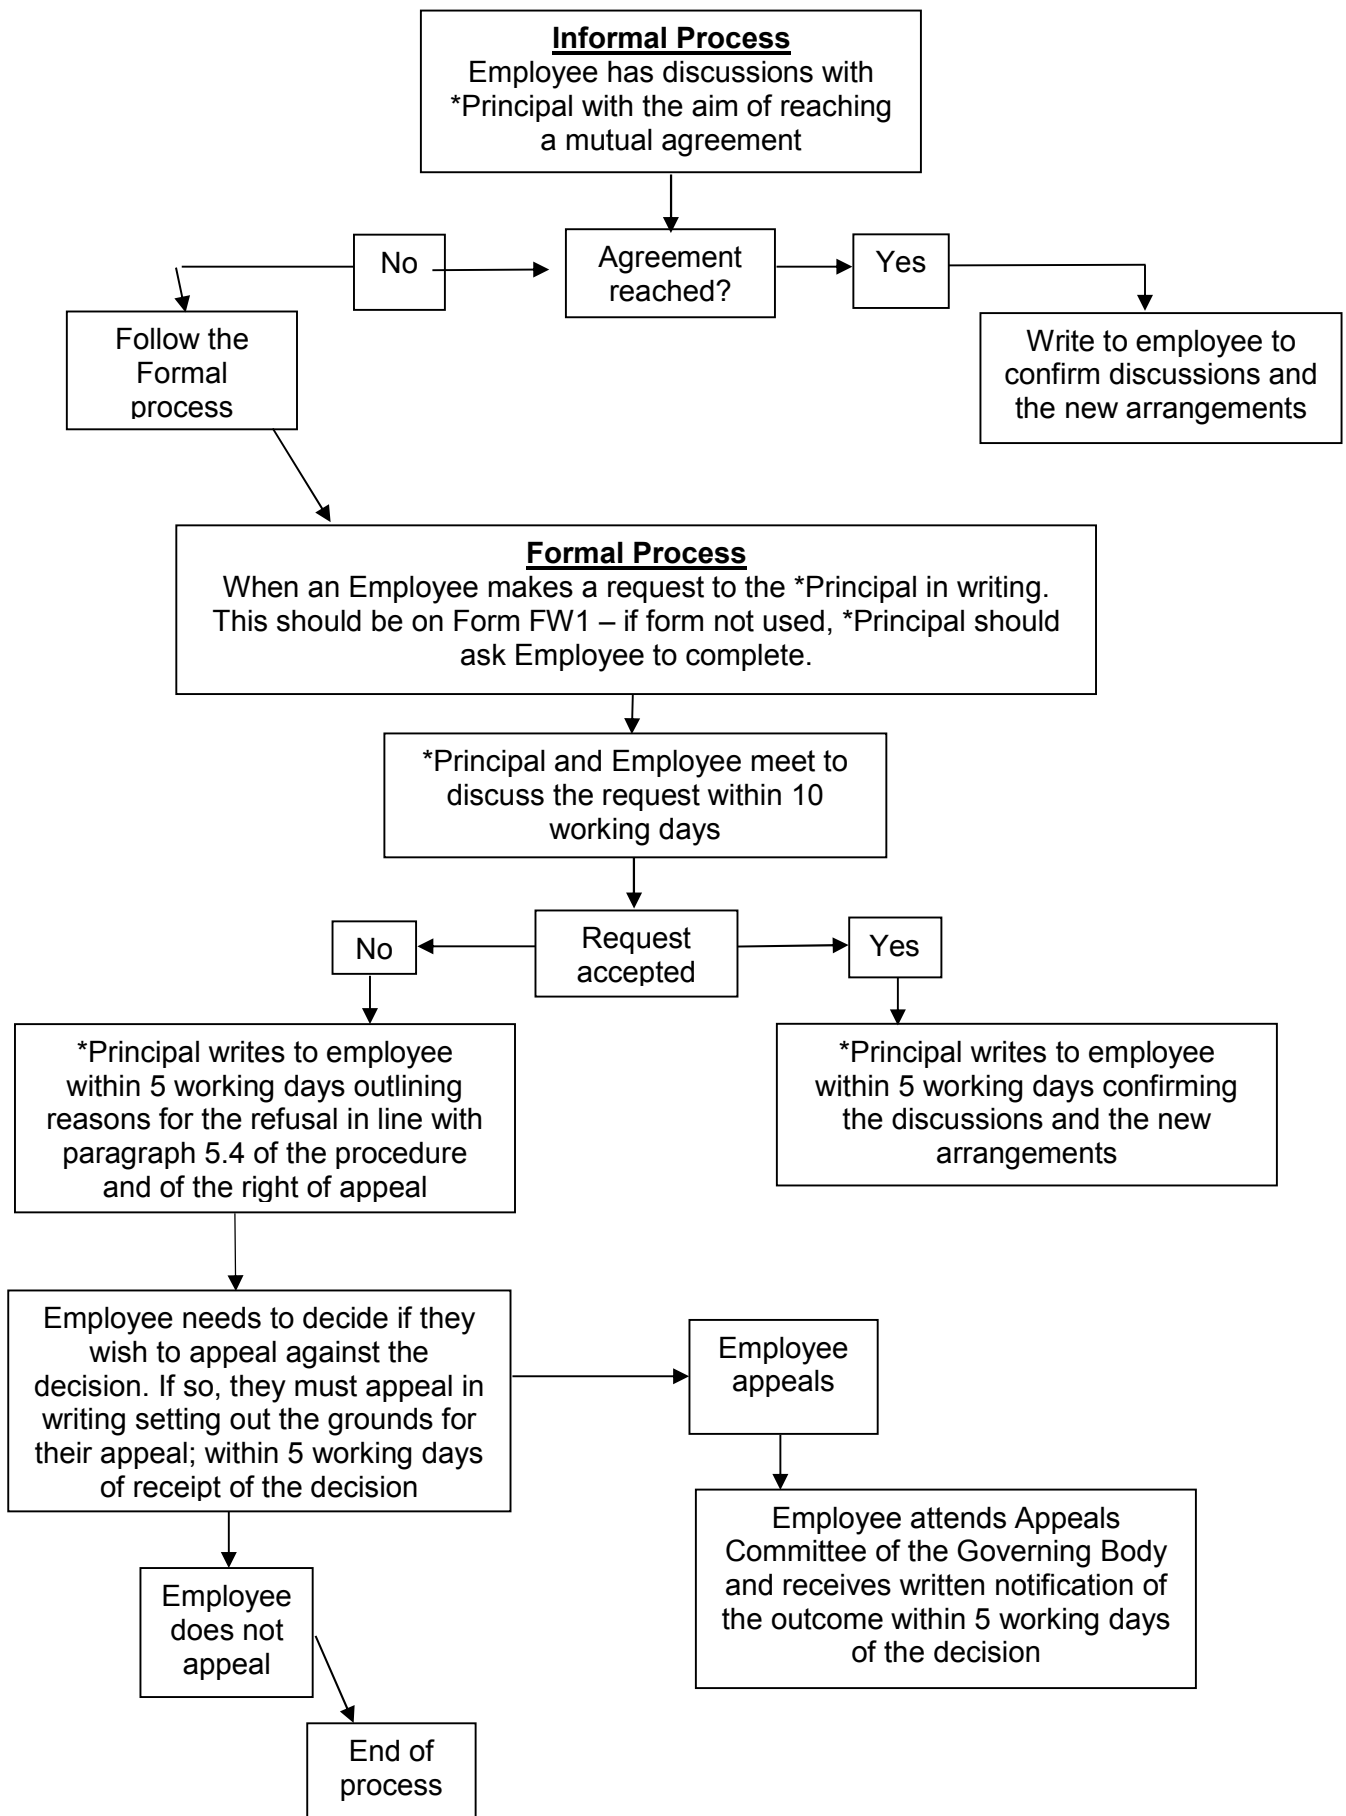 Informal Process
Employee has discussions with
*Principal with the aim of reaching
a mutual agreement
No
Agreement
reached?
Yes
Follow the
Formal
process
Write to employee to
confirm discussions and
the new arrangements
Formal Process
When an Employee makes a request to the *Principal in writing.
This should be on Form FW1 – if form not used, *Principal should
ask Employee to complete.
*Principal and Employee meet to
discuss the request within 10
working days
No
Request
accepted
Yes
*Principal writes to employee
within 5 working days outlining
reasons for the refusal in line with
paragraph 5.4 of the procedure
and of the right of appeal
*Principal writes to employee
within 5 working days confirming
the discussions and the new
arrangements
Employee needs to decide if they
wish to appeal against the
decision. If so, they must appeal in
writing setting out the grounds for
their appeal; within 5 working days
of receipt of the decision
Employee
appeals
Employee attends Appeals
Committee of the Governing Body
and receives written notification of
the outcome within 5 working days
of the decision
Employee
does not
appeal
End of
process